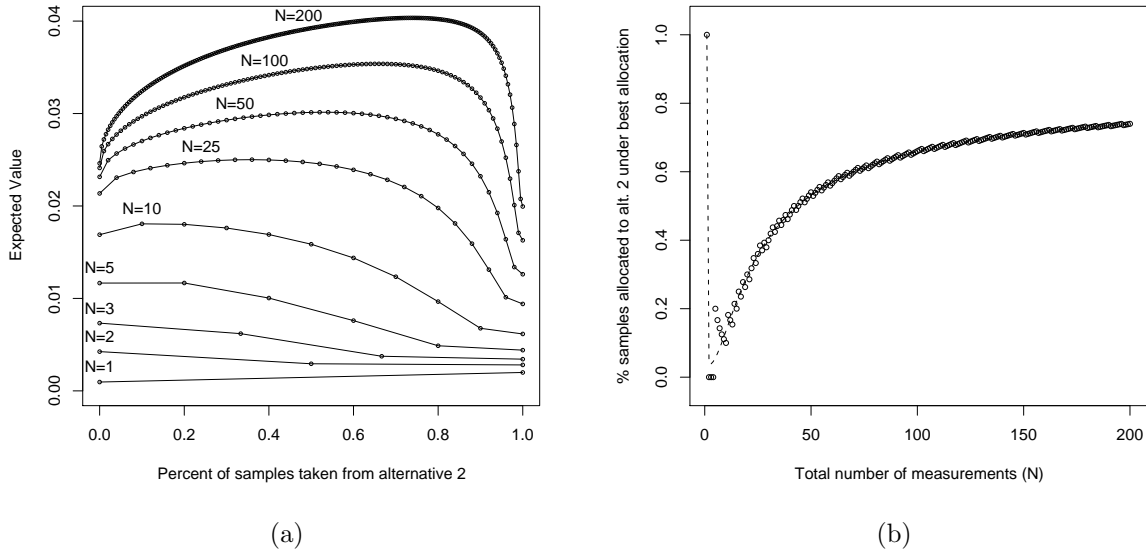 N=200
N=100
N=50
N=25
N=10
N=5
N=3
N=2
N=1
0.04
0.03
0.02
0.01
0.00
Expected Value
0.0 0.2 0.4 0.6 0.8 1.0
Percent of samples taken from alternative 2
(a)
1.0
0.8
0.6
0.4
0.2
0.0
% samples allocated to alt. 2 under best allocation
0 50 100 150 200
Total number of measurements (N)
(b)